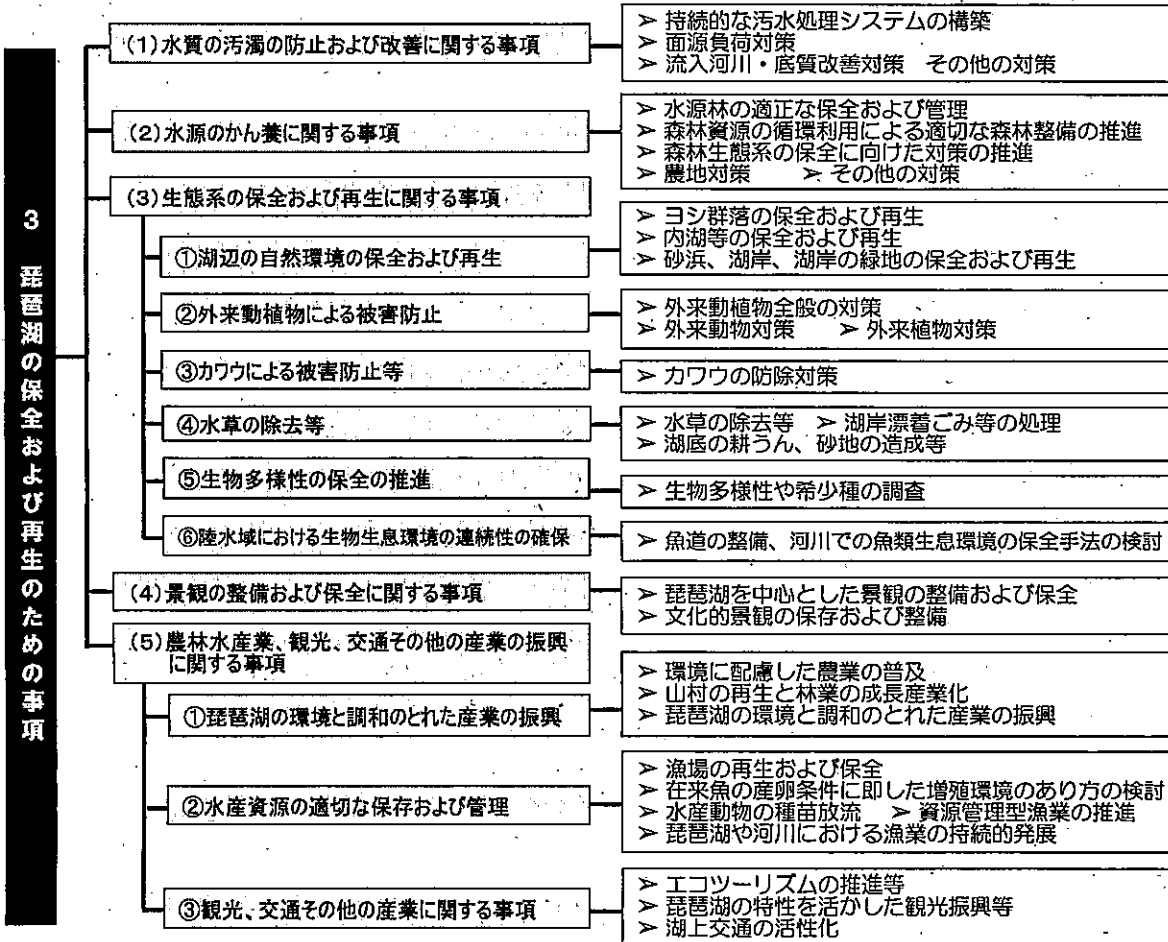 3 琵琶湖の保全および再生のための事項
(1)水質の汚濁の防止および改善に関する事項
➤ 持続的な汚水処理システムの構築
➤ 面源負荷対策
➤ 流入河川・底質改善対策 その他の対策
(2)水源のかん養に関する事項
➤ 水源林の適正な保全および管理
➤ 森林資源の循環利用による適切な森林整備の推進
➤ 森林生態系の保全に向けた対策の推進
➤ 農地対策 ➤ その他の対策
(3)生態系の保全および再生に関する事項
①湖辺の自然環境の保全および再生
➤ ヨシ群落の保全および再生
➤ 内湖等の保全および再生
➤ 砂浜、湖岸、湖岸の緑地の保全および再生
②外来動植物による被害防止
➤ 外来動植物全般の対策
➤ 外来動物対策 ➤ 外来植物対策
③カワウによる被害防止等
➤ カワウの防除対策
④水草の除去等
➤ 水草の除去等 ➤ 湖岸漂着ごみ等の処理
➤ 湖底の耕うん、砂地の造成等
⑤生物多様性の保全の推進
➤ 生物多様性や希少種の調査
⑥陸水域における生物生息環境の連続性の確保
➤ 魚道の整備、河川での魚類生息環境の保全手法の検討
(4)景観の整備および保全に関する事項
➤ 琵琶湖を中心とした景観の整備および保全
➤ 文化的景観の保存および整備
(5)農林水産業、観光、交通その他の産業の振興
に関する事項
①琵琶湖の環境と調和のとれた産業の振興
➤ 環境に配慮した農業の普及
➤ 山村の再生と林業の成長産業化
➤ 琵琶湖の環境と調和のとれた産業の振興
②水産資源の適切な保存および管理
➤ 漁場の再生および保全
➤ 在来魚の産卵条件に即した増殖環境のあり方の検討
➤ 水産動物の種苗放流 ➤ 資源管理型漁業の推進
➤ 琵琶湖や河川における漁業の持続的発展
③観光、交通その他の産業に関する事項
➤ エコツーリズムの推進等
➤ 琵琶湖の特性を活かした観光振興等
➤ 湖上交通の活性化